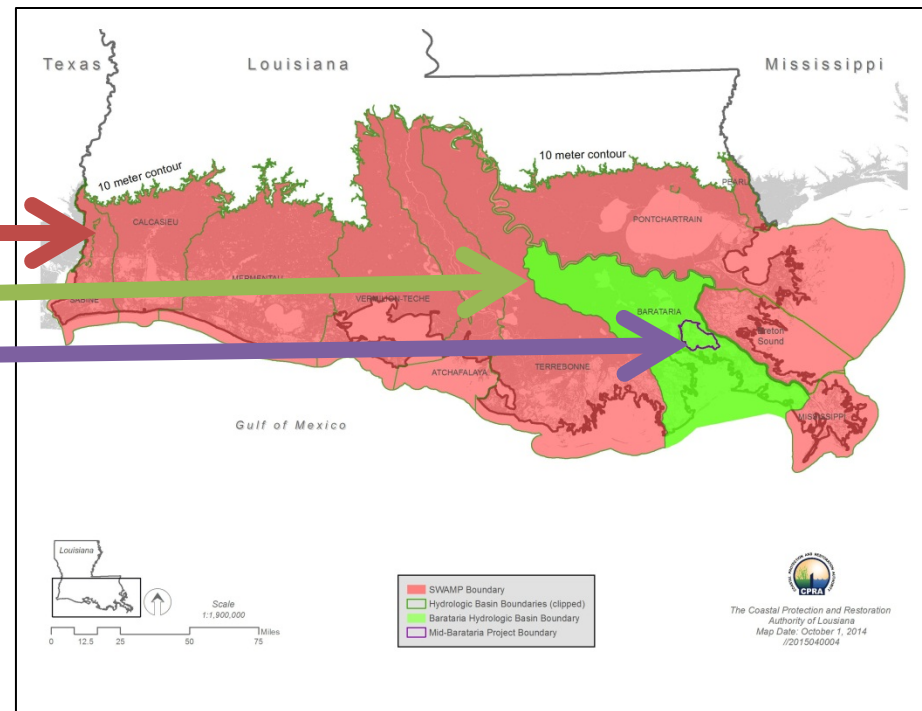 Texas
Louisiana
Mississippi
10 meter contour
10 meter contour
PEARL
PONTCHARTRAIN
CALCASIEU
MERMENTAU
SABINE
VERMILION-TECHE
BARATARIA
Breton
Sound
ATCHAFALAYA
TERREBONNE
MISSISSIPPI
Gulf of Mexico
Louisiana
Scale
1:1,900,000
Miles
0 12.5 25 50 75
SWAMP Boundary
Hydrologic Basin Boundaries (clipped)
Barataria Hydrologic Basin Boundary
Mid-Barataria Project Boundary
CPRA
The Coastal Protection and Restoration
Authority of Lousiana
Map Date: October 1, 2014
//2015040004